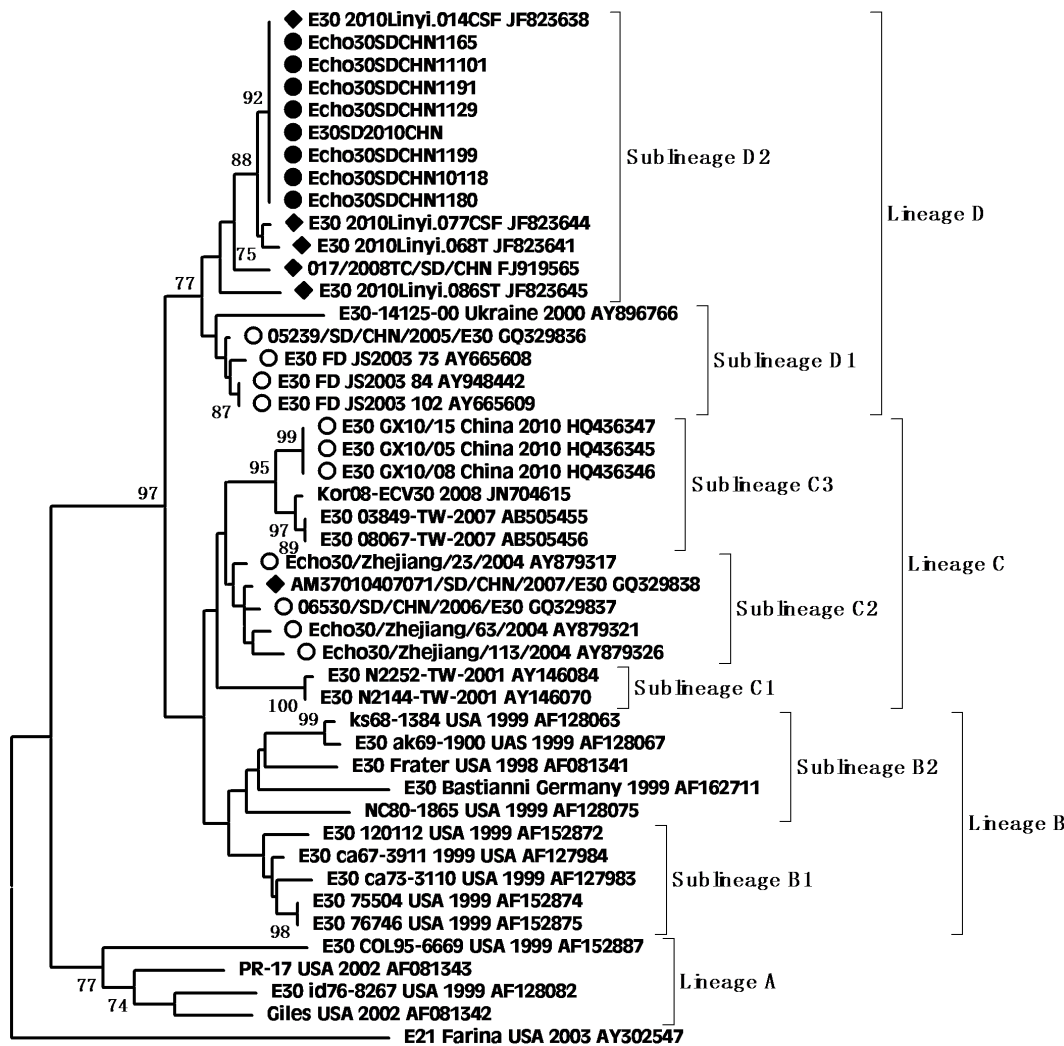 E30 2010Linyi.014CSF JF823638
Echo30SDCHN1165
Echo30SDCHN11101
Echo30SDCHN1191
92
Echo30SDCHN1129
E30SD2010CHN
Echo30SDCHN1199
88
Sublineage D2
Echo30SDCHN10118
Echo30SDCHN1180
Lineage D
E30 2010Linyi.077CSF JF823644
75
E30 2010Linyi.068T JF823641
017/2008TC/SD/CHN FJ919565
77
E30 2010Linyi.086ST JF823645
E30-14125-00 Ukraine 2000 AY896766
05239/SD/CHN/2005/E30 GQ329836
E30 FD JS2003 73 AY665608
Sublineage D1
E30 FD JS2003 84 AY948442
87
E30 FD JS2003 102 AY665609
E30 GX10/15 China 2010 HQ436347
99
E30 GX10/05 China 2010 HQ436345
95
E30 GX10/08 China 2010 HQ436346
Sublineage C3
97
Kor08-ECV30 2008 JN704615
E30 03849-TW-2007 AB505455
97
E30 08067-TW-2007 AB505456
89
Echo30/Zhejiang/23/2004 AY879317
Lineage C
AM37010407071/SD/CHN/2007/E30 GQ329838
06530/SD/CHN/2006/E30 GQ329837
Sublineage C2
Echo30/Zhejiang/63/2004 AY879321
Echo30/Zhejiang/113/2004 AY879326
E30 N2252-TW-2001 AY146084
Sublineage C1
E30 N2144-TW-2001 AY146070
100
ks68-1384 USA 1999 AF128063
99
E30 ak69-1900 UAS 1999 AF128067
E30 Frater USA 1998 AF081341
Sublineage B2
E30 Bastianni Germany 1999 AF162711
NC80-1865 USA 1999 AF128075
Lineage B
E30 120112 USA 1999 AF152872
E30 ca67-3911 1999 USA AF127984
E30 ca73-3110 USA 1999 AF127983
Sublineage B1
E30 75504 USA 1999 AF152874
E30 76746 USA 1999 AF152875
98
E30 COL95-6669 USA 1999 AF152887
PR-17 USA 2002 AF081343
77
Lineage A
E30 id76-8267 USA 1999 AF128082
74
Giles USA 2002 AF081342
E21 Farina USA 2003 AY302547